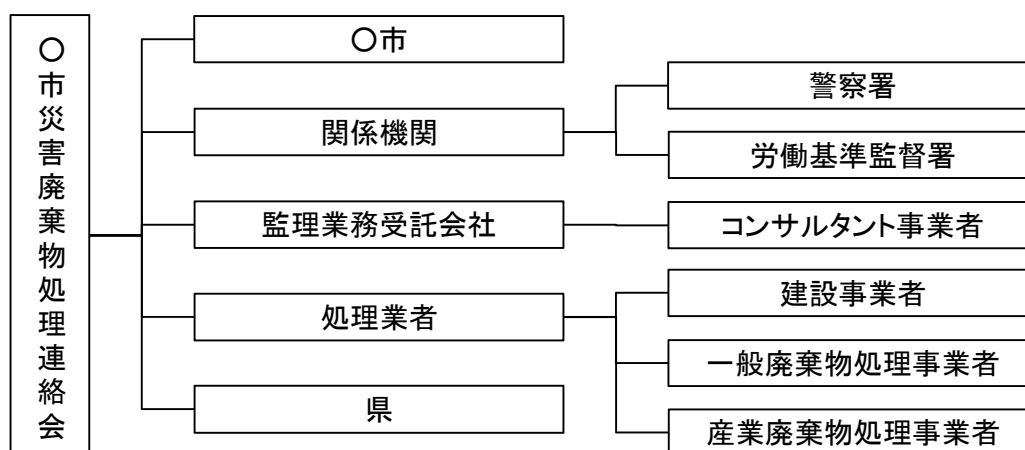 〇市災害廃棄物処理連絡会
〇市
関係機関
警察署
労働基準監督署
監理業務受託会社
コンサルタント事業者
処理業者
建設事業者
一般廃棄物処理事業者
産業廃棄物処理事業者
県